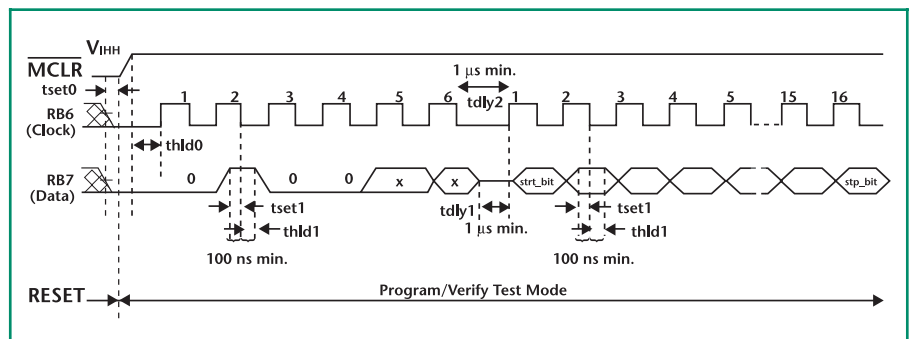 VIHH
MCLR
tset0
1 µs min.
tdly2
1 2 3 4 5 6 1 2 3 4 5 15 16
RB6
(Clock)
thld0
RB7
(Data)
0 0 0 x x strt_bit stp_bit
tset1
thld1
100 ns min.
tdly1
1 µs min.
tset1
thld1
100 ns min.
RESET
Program/Verify Test Mode